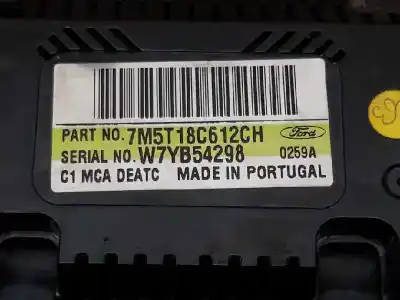 PART NO. 7M5T18C612CH Ford
SERIAL NO. W7YB54298 0259A
C1 MCA DEATC MADE IN PORTUGAL